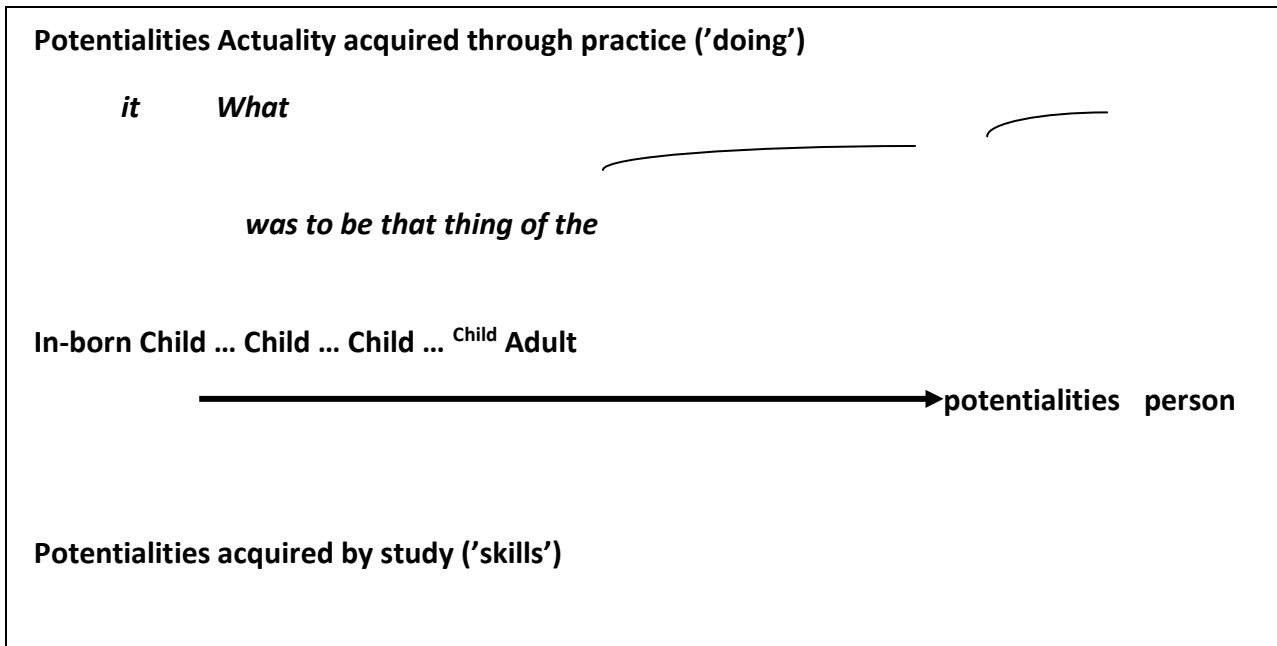 Potentialities Actuality acquired through practice (’doing’)
it What
was to be that thing of the
In-born Child … Child … Child … Child Adult
potentialities person
Potentialities acquired by study (’skills’)